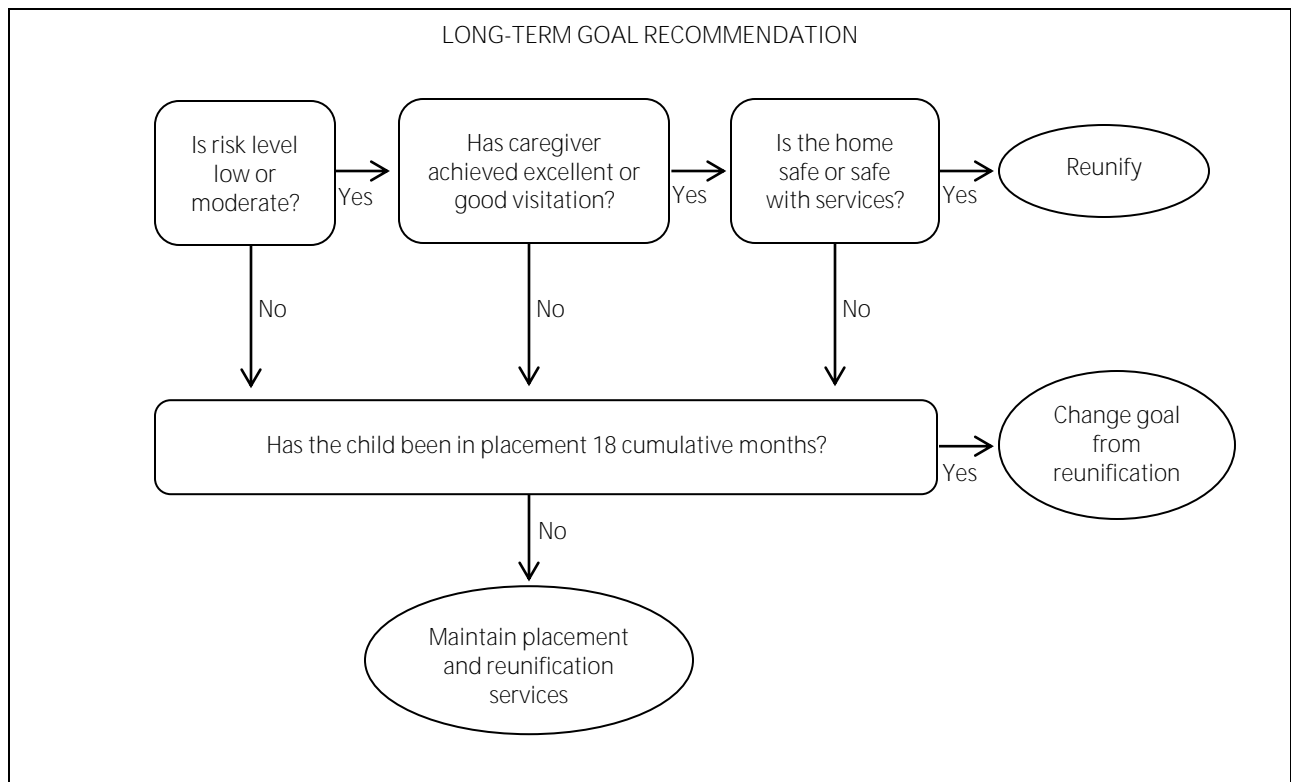 LONG-TERM GOAL RECOMMENDATION
Is risk level
low or
moderate?
Yes
Has caregiver
achieved excellent or
good visitation?
Yes
Is the home
safe or safe
with services?
Yes
Reunify
No
No
No
Has the child been in placement 18 cumulative months?
Yes
Change goal
from
reunification
No
Maintain placement
and reunification
services